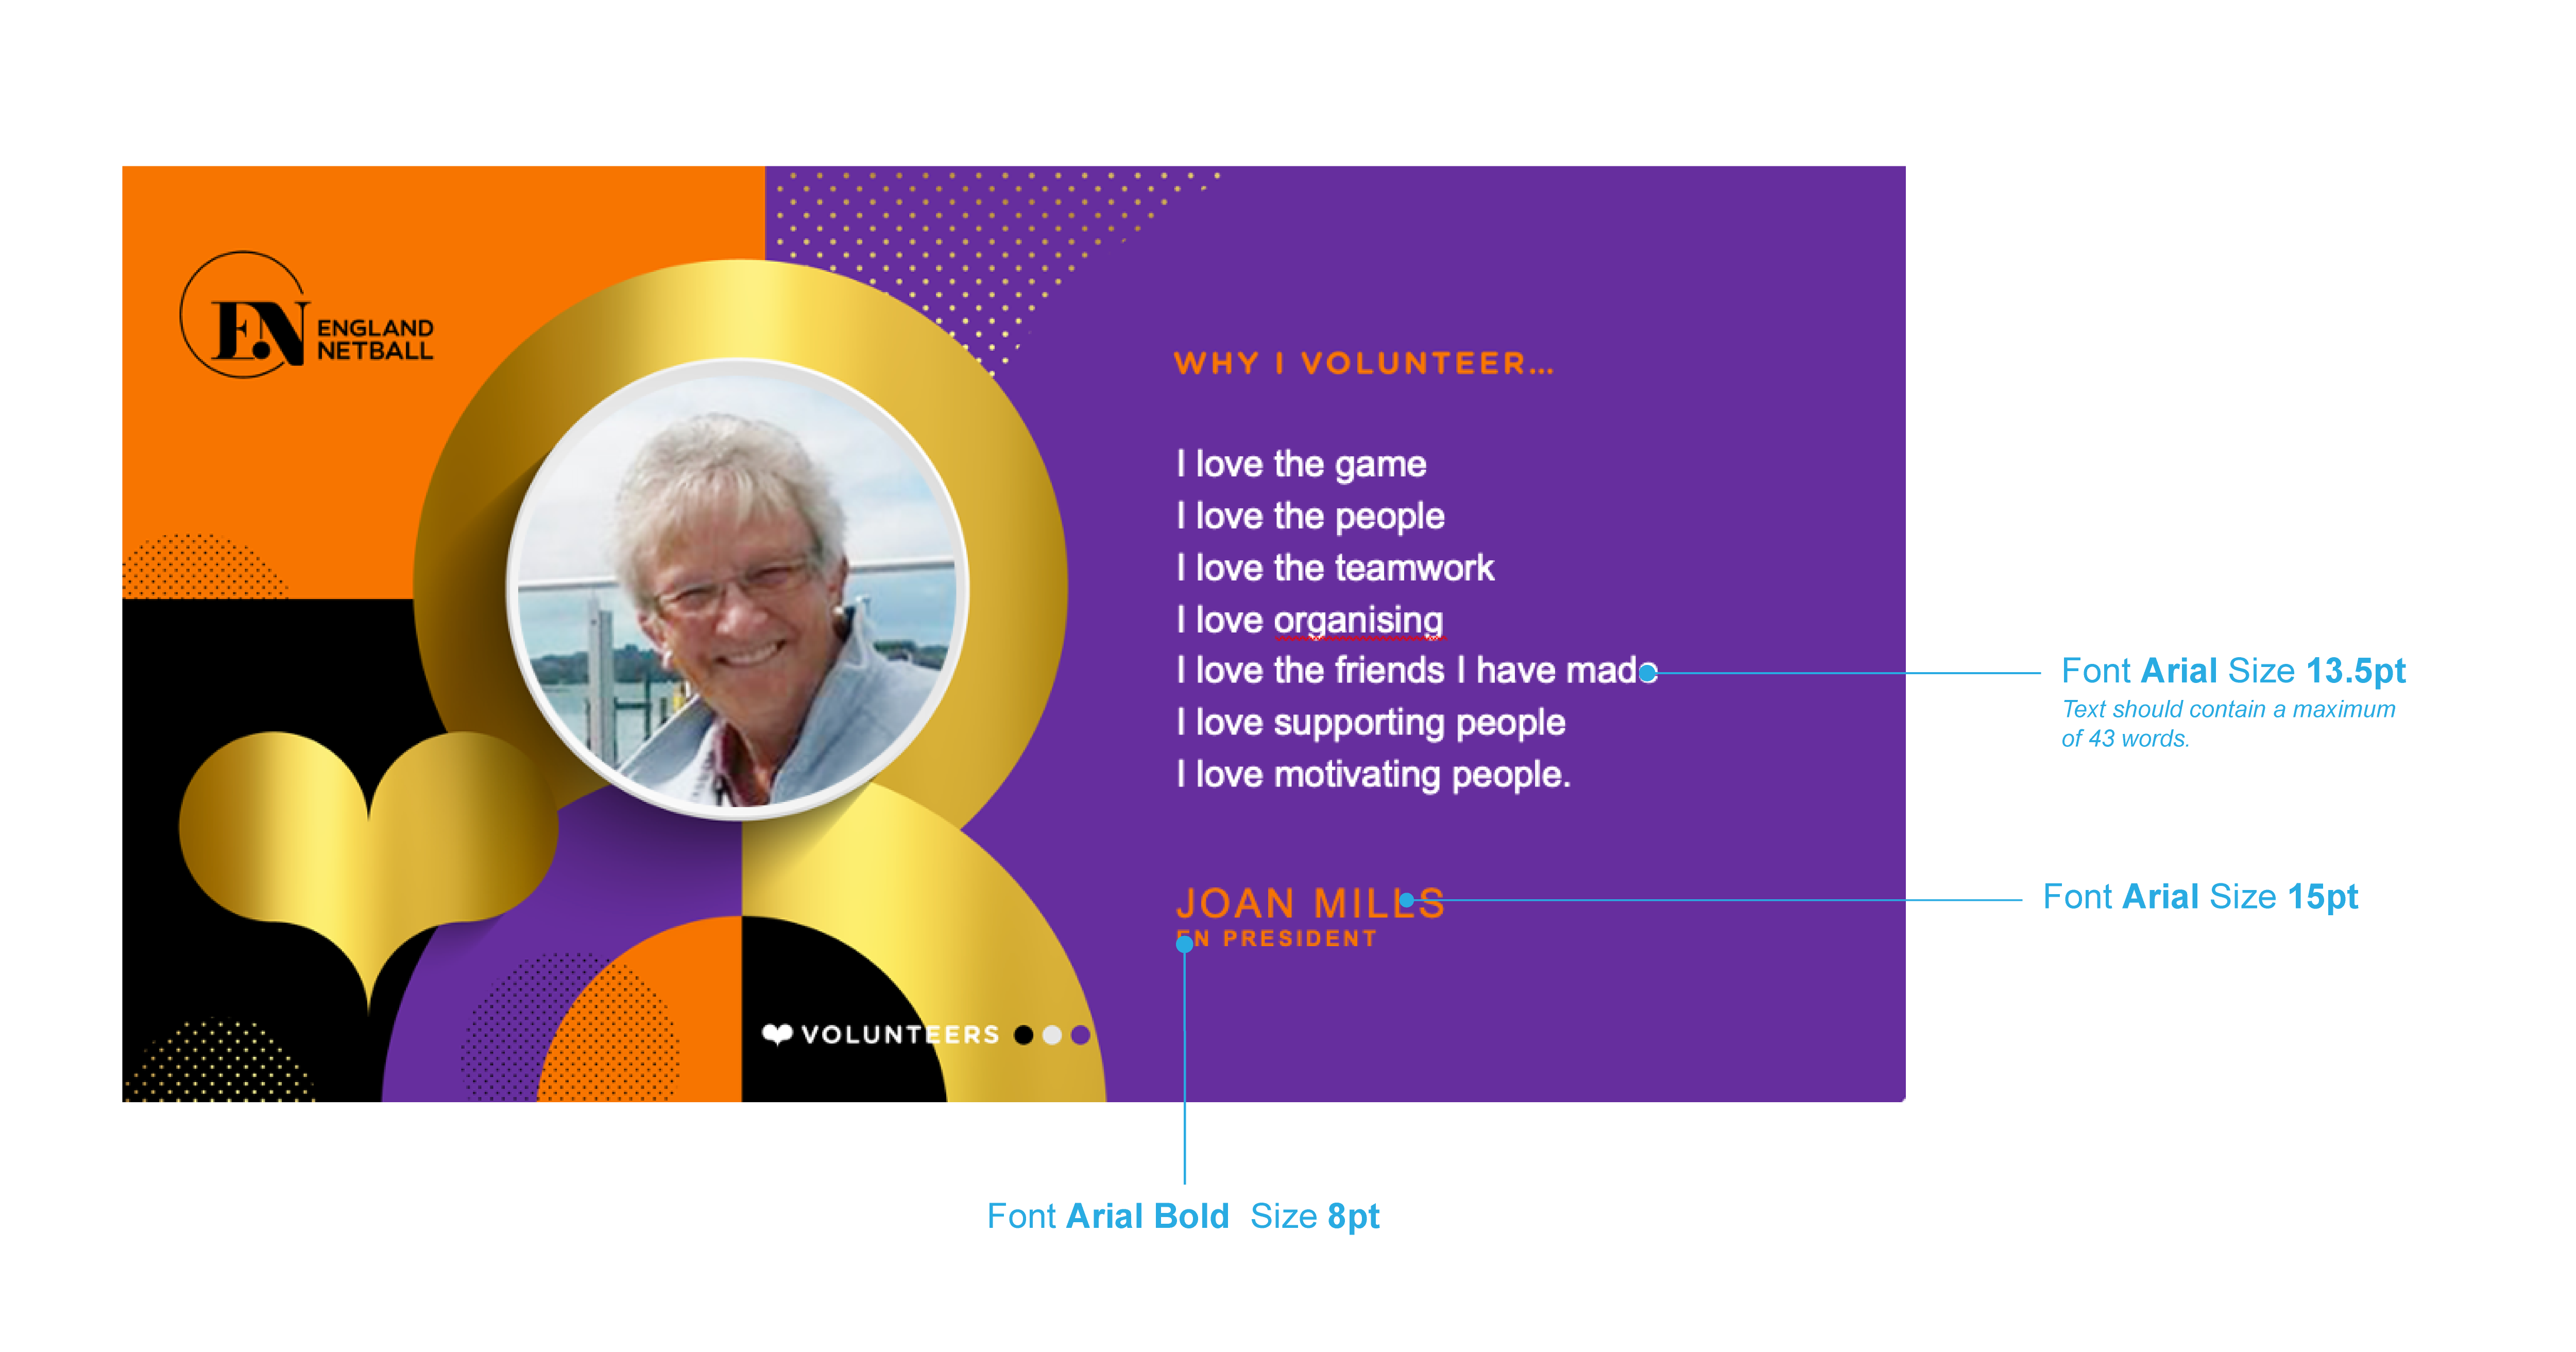 EN ENGLAND
NETBALL
WHY I VOLUNTEER...
I love the game
I love the people
I love the teamwork
I love organising
I love the friends I have made
I love supporting people
I love motivating people.
JOAN MILLS
EN PRESIDENT
VOLUNTEERS
Font Arial Size 13.5pt
Text should contain a maximum
of 43 words.
Font Arial Size 15pt
Font Arial Bold Size 8pt